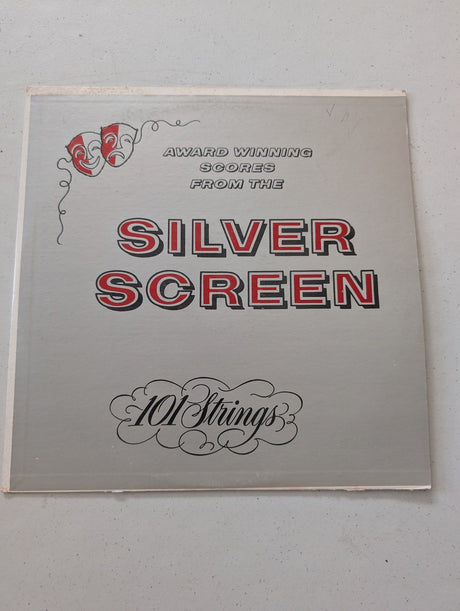 AWARD WINNING
SCORES
FROM THE
SILVER
SCREEN
101 Strings